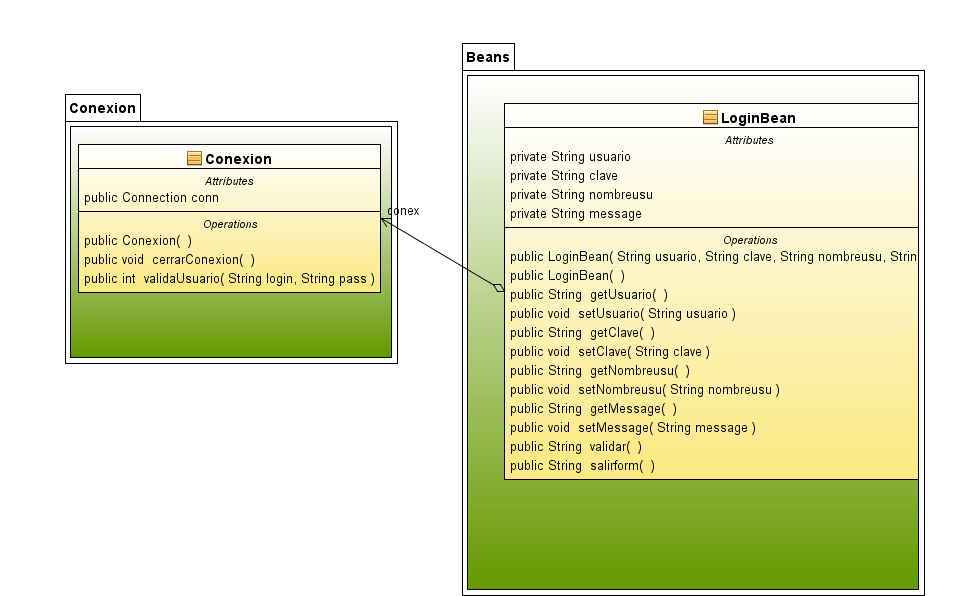 Conexion
Conexion
Attributes
public Connection conn
Operations
public Conexion( )
public void cerrarConexion( )
public int validaUsuario( String login, String pass )
conex
Beans
LoginBean
Attributes
private String usuario
private String clave
private String nombreusu
private String message
Operations
public LoginBean( String usuario, String clave, String nombreusu, Strin
public LoginBean( )
public String getUsuario( )
public void setUsuario( String usuario )
public String getClave( )
public void setClave( String clave )
public String getNombreusu( )
public void setNombreusu( String nombreusu )
public String getMessage( )
public void setMessage( String message )
public String validar( )
public String salirform( )